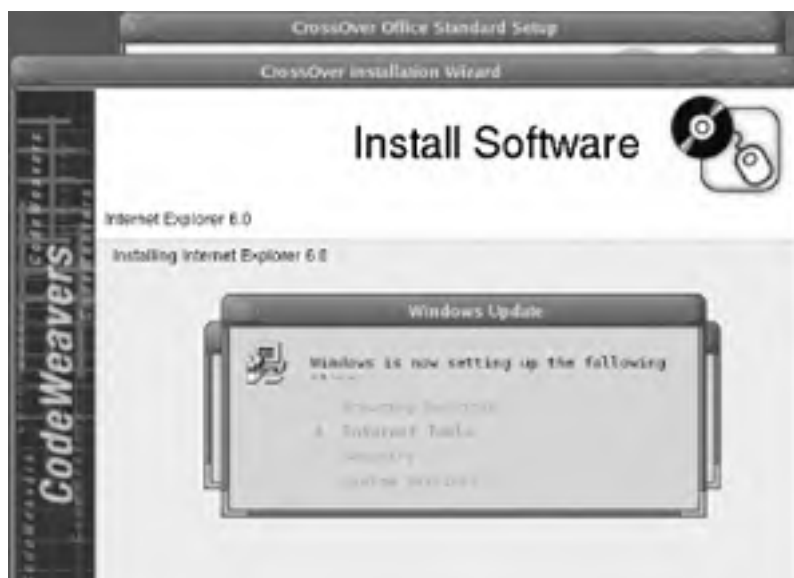 CrossOver Office Standard Setup
CrossOver Installation Wizard
Install Software
Internet Explorer 6.0
Installing Internet Explorer 6.0
CodeWeavers
Windows Update
Windows is now setting up the following
Internet Tools
Security